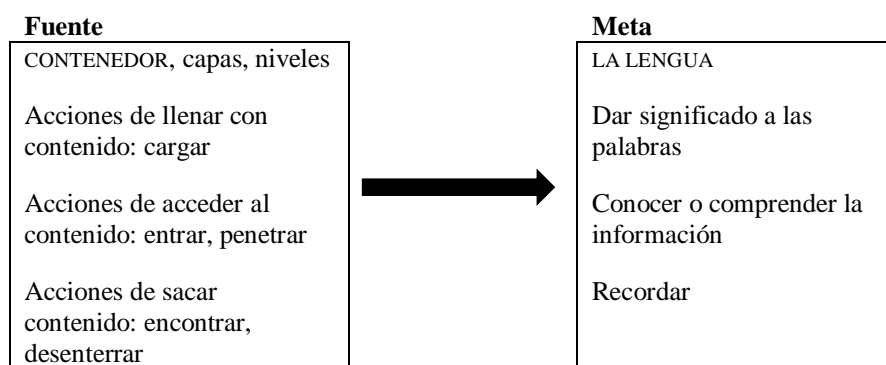 Fuente
CONTENEDOR, capas, niveles
Acciones de llenar con
contenido: cargar
Acciones de acceder al
contenido: entrar, penetrar
Acciones de sacar
contenido: encontrar,
desenterrar
Meta
LA LENGUA
Dar significado a las
palabras
Conocer o comprender la
información
Recordar